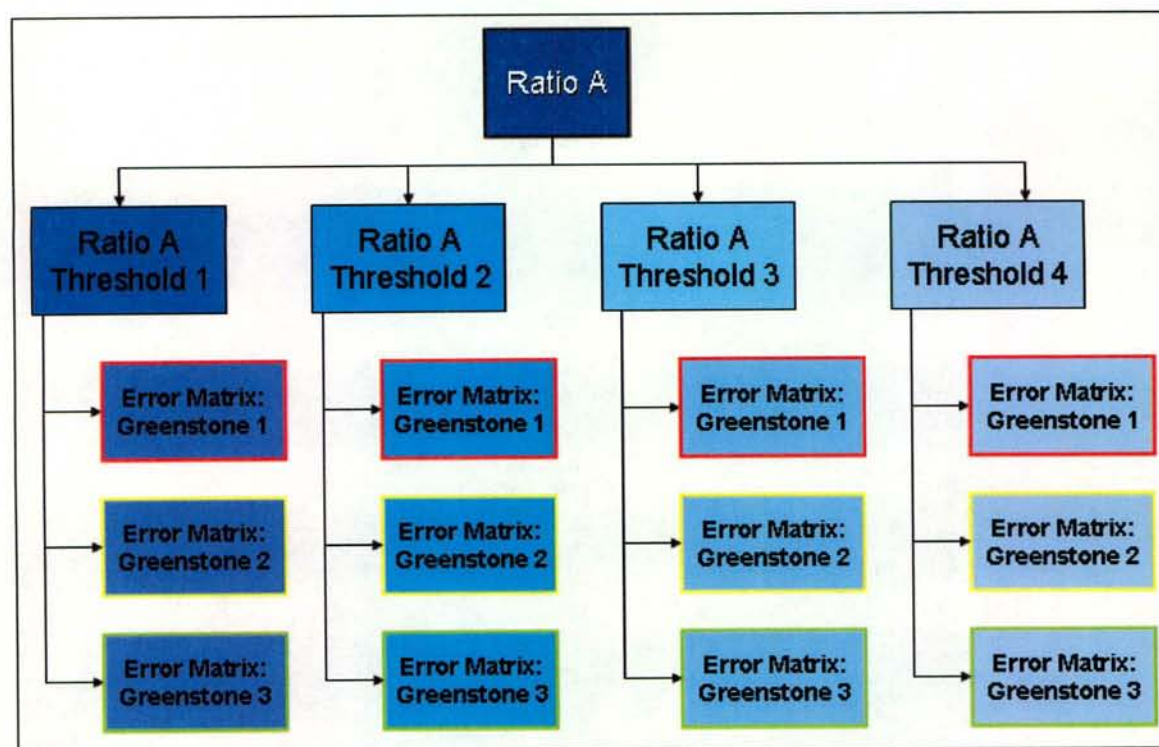 Ratio A
Ratio A
Threshold 1
Ratio A
Threshold 2
Ratio A
Threshold 3
Ratio A
Threshold 4
Error Matrix:
Greenstone 1
Error Matrix:
Greenstone 1
Error Matrix:
Greenstone 1
Error Matrix:
Greenstone 1
Error Matrix:
Greenstone 2
Error Matrix:
Greenstone 2
Error Matrix:
Greenstone 2
Error Matrix:
Greenstone 2
Error Matrix:
Greenstone 3
Error Matrix:
Greenstone 3
Error Matrix:
Greenstone 3
Error Matrix:
Greenstone 3